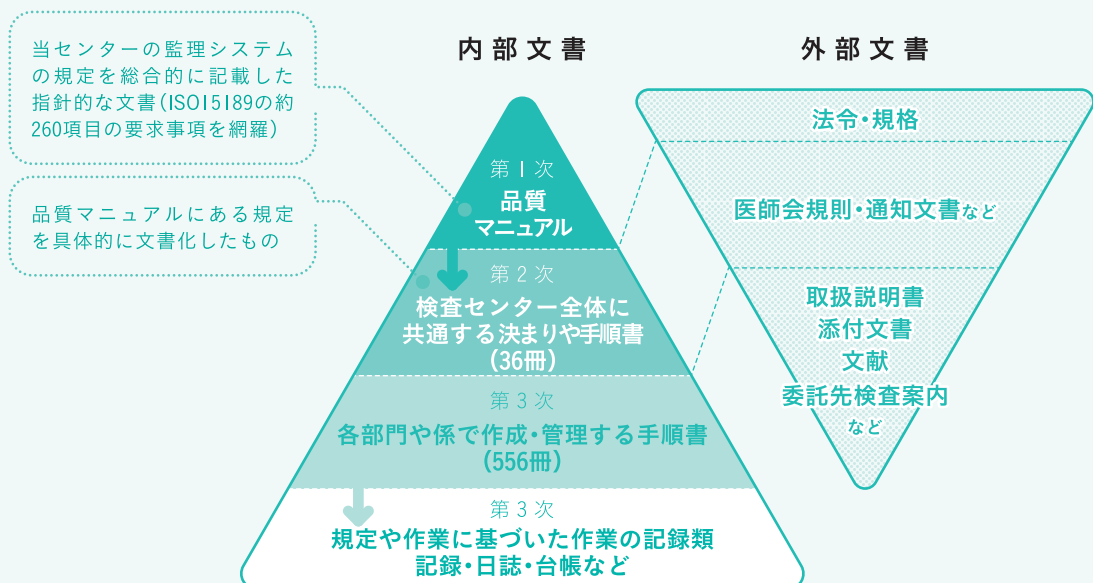 当センターの監理システム
の規定を総合的に記載した
指針的な文書(ISO15189の約
260項目の要求事項を網羅)
品質マニュアルにある規定
を具体的に文書化したもの
内部文書
第1次
品質
マニュアル
第2次
検査センター全体に
共通する決まりや手順書
(36冊)
第3次
各部門や係で作成・管理する手順書
(556冊)
第3次
規定や作業に基づいた作業の記録類
記録・日誌・台帳など
外部文書
法令・規格
医師会規則・通知文書など
取扱説明書
添付文書
文献
委託先検査案内
など